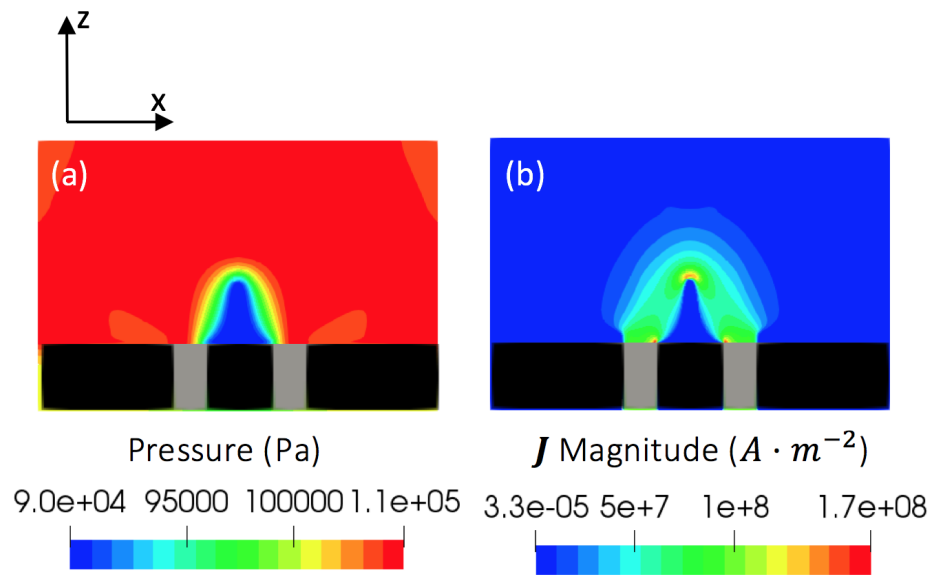 z
x
(a)
(b)
Pressure (Pa)
J Magnitude (A · m⁻²)
9.0e+04 95000 100000 1.1e+05
3.3e-05 5e+7 1e+8 1.7e+08